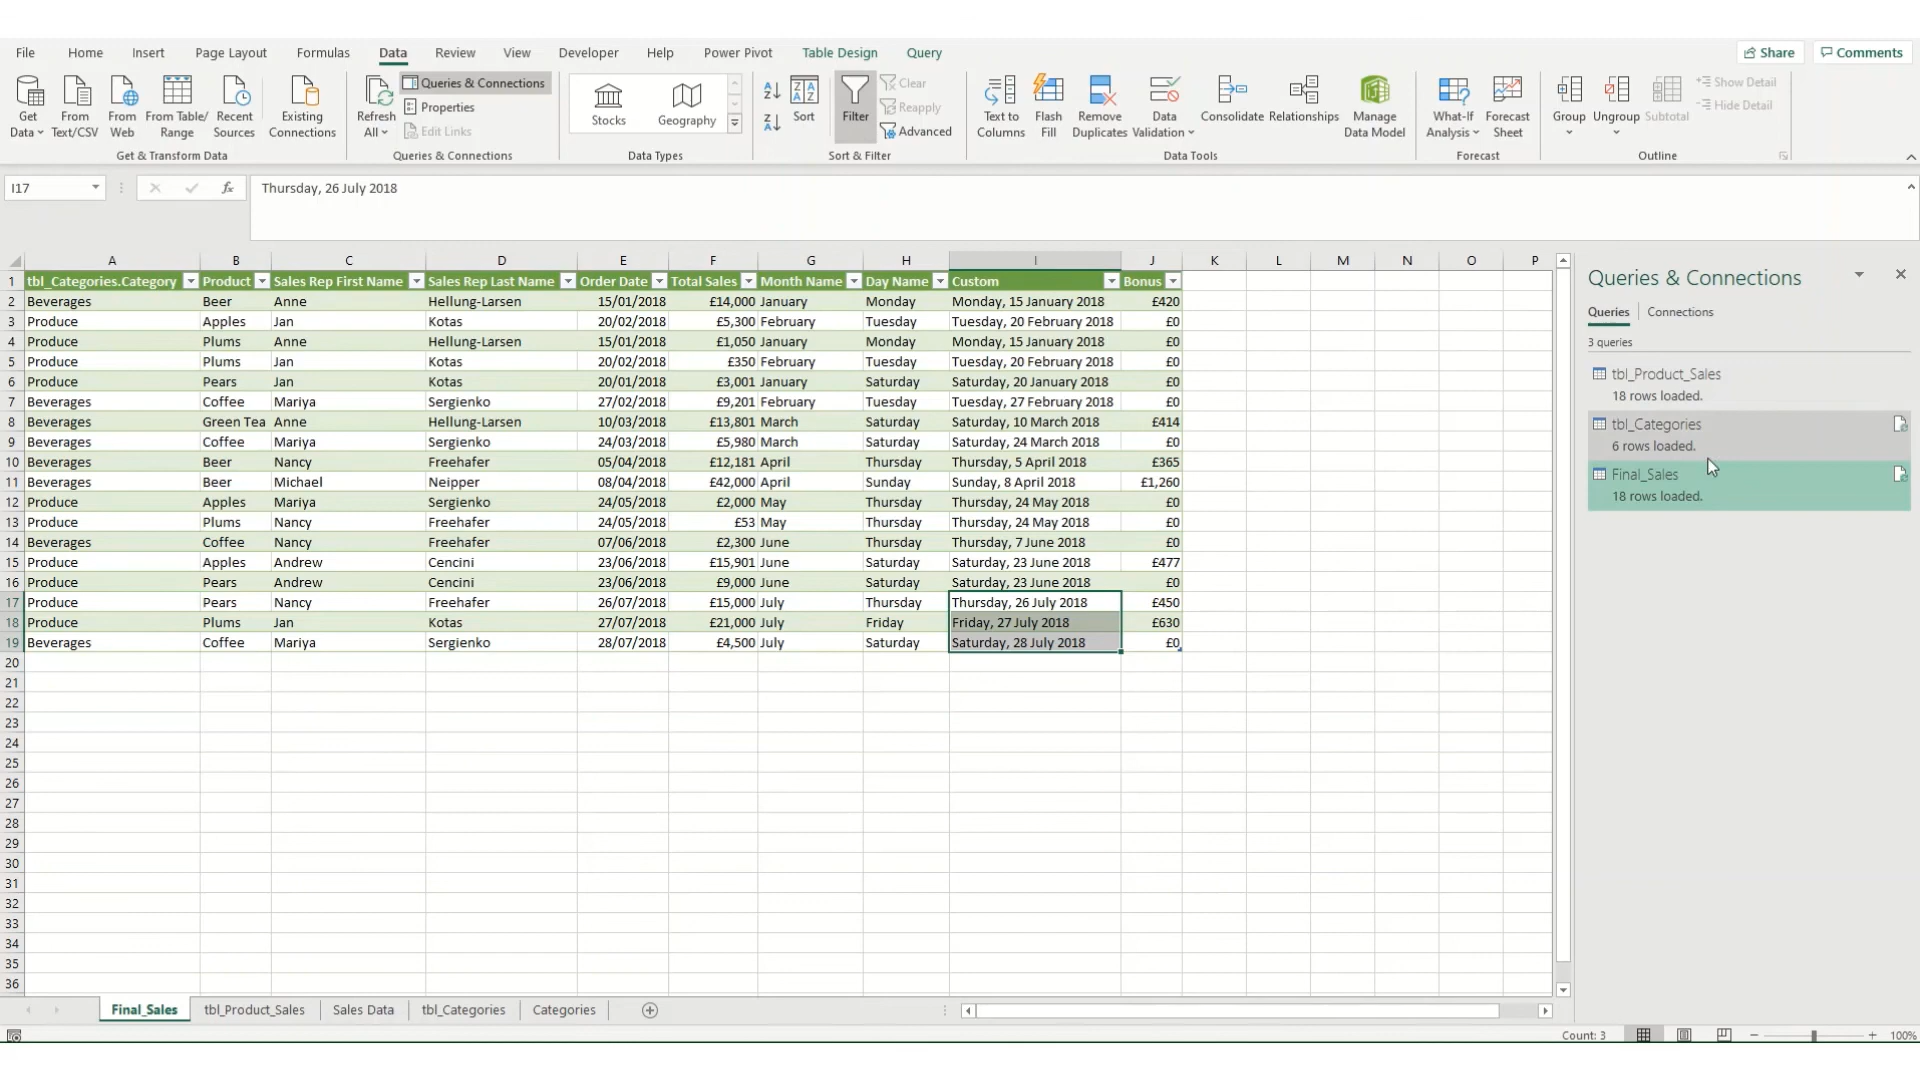 File Home Insert Page Layout Formulas Data Review View Developer Help Power Pivot Table Design Query Share Comments
Get Data From Text/CSV From Web From Table/ Range Recent Sources Existing Connections
Get & Transform Data
Refresh All Queries & Connections Properties Edit Links
Queries & Connections
Stocks Geography
Data Types
Sort Filter Clear Reapply Advanced
Sort & Filter
Text to Columns Flash Fill Remove Duplicates Data Validation Consolidate Relationships Manage Data Model
Data Tools
What-If Analysis Forecast Sheet
Forecast
Group Ungroup Subtotal Show Detail Hide Detail
Outline
I17 fx Thursday, 26 July 2018
A B C D E F G H I J K L M N O P
1 tbl_Categories.Category Product Sales Rep First Name Sales Rep Last Name Order Date Total Sales Month Name Day Name Custom Bonus
2 Beverages Beer Anne Hellung-Larsen 15/01/2018 £14,000 January Monday Monday, 15 January 2018 £420
3 Produce Apples Jan Kotas 20/02/2018 £5,300 February Tuesday Tuesday, 20 February 2018 £0
4 Produce Plums Anne Hellung-Larsen 15/01/2018 £1,050 January Monday Monday, 15 January 2018 £0
5 Produce Plums Jan Kotas 20/02/2018 £350 February Tuesday Tuesday, 20 February 2018 £0
6 Produce Pears Jan Kotas 20/01/2018 £3,001 January Saturday Saturday, 20 January 2018 £0
7 Beverages Coffee Mariya Sergienko 27/02/2018 £9,201 February Tuesday Tuesday, 27 February 2018 £0
8 Beverages Green Tea Anne Hellung-Larsen 10/03/2018 £13,801 March Saturday Saturday, 10 March 2018 £414
9 Beverages Coffee Mariya Sergienko 24/03/2018 £5,980 March Saturday Saturday, 24 March 2018 £0
10 Beverages Beer Nancy Freehafer 05/04/2018 £12,181 April Thursday Thursday, 5 April 2018 £365
11 Beverages Beer Michael Neipper 08/04/2018 £42,000 April Sunday Sunday, 8 April 2018 £1,260
12 Produce Apples Mariya Sergienko 24/05/2018 £2,000 May Thursday Thursday, 24 May 2018 £0
13 Produce Plums Nancy Freehafer 24/05/2018 £53 May Thursday Thursday, 24 May 2018 £0
14 Beverages Coffee Nancy Freehafer 07/06/2018 £2,300 June Thursday Thursday, 7 June 2018 £0
15 Produce Apples Andrew Cencini 23/06/2018 £15,901 June Saturday Saturday, 23 June 2018 £477
16 Produce Pears Andrew Cencini 23/06/2018 £9,000 June Saturday Saturday, 23 June 2018 £0
17 Produce Pears Nancy Freehafer 26/07/2018 £15,000 July Thursday Thursday, 26 July 2018 £450
18 Produce Plums Jan Kotas 27/07/2018 £21,000 July Friday Friday, 27 July 2018 £630
19 Beverages Coffee Mariya Sergienko 28/07/2018 £4,500 July Saturday Saturday, 28 July 2018 £0
20
21
22
23
24
25
26
27
28
29
30
31
32
33
34
35
36
Queries & Connections
Queries Connections
3 queries
tbl_Product_Sales
18 rows loaded.
tbl_Categories
6 rows loaded.
Final_Sales
18 rows loaded.
Final_Sales tbl_Product_Sales Sales Data tbl_Categories Categories
Count: 3 100%